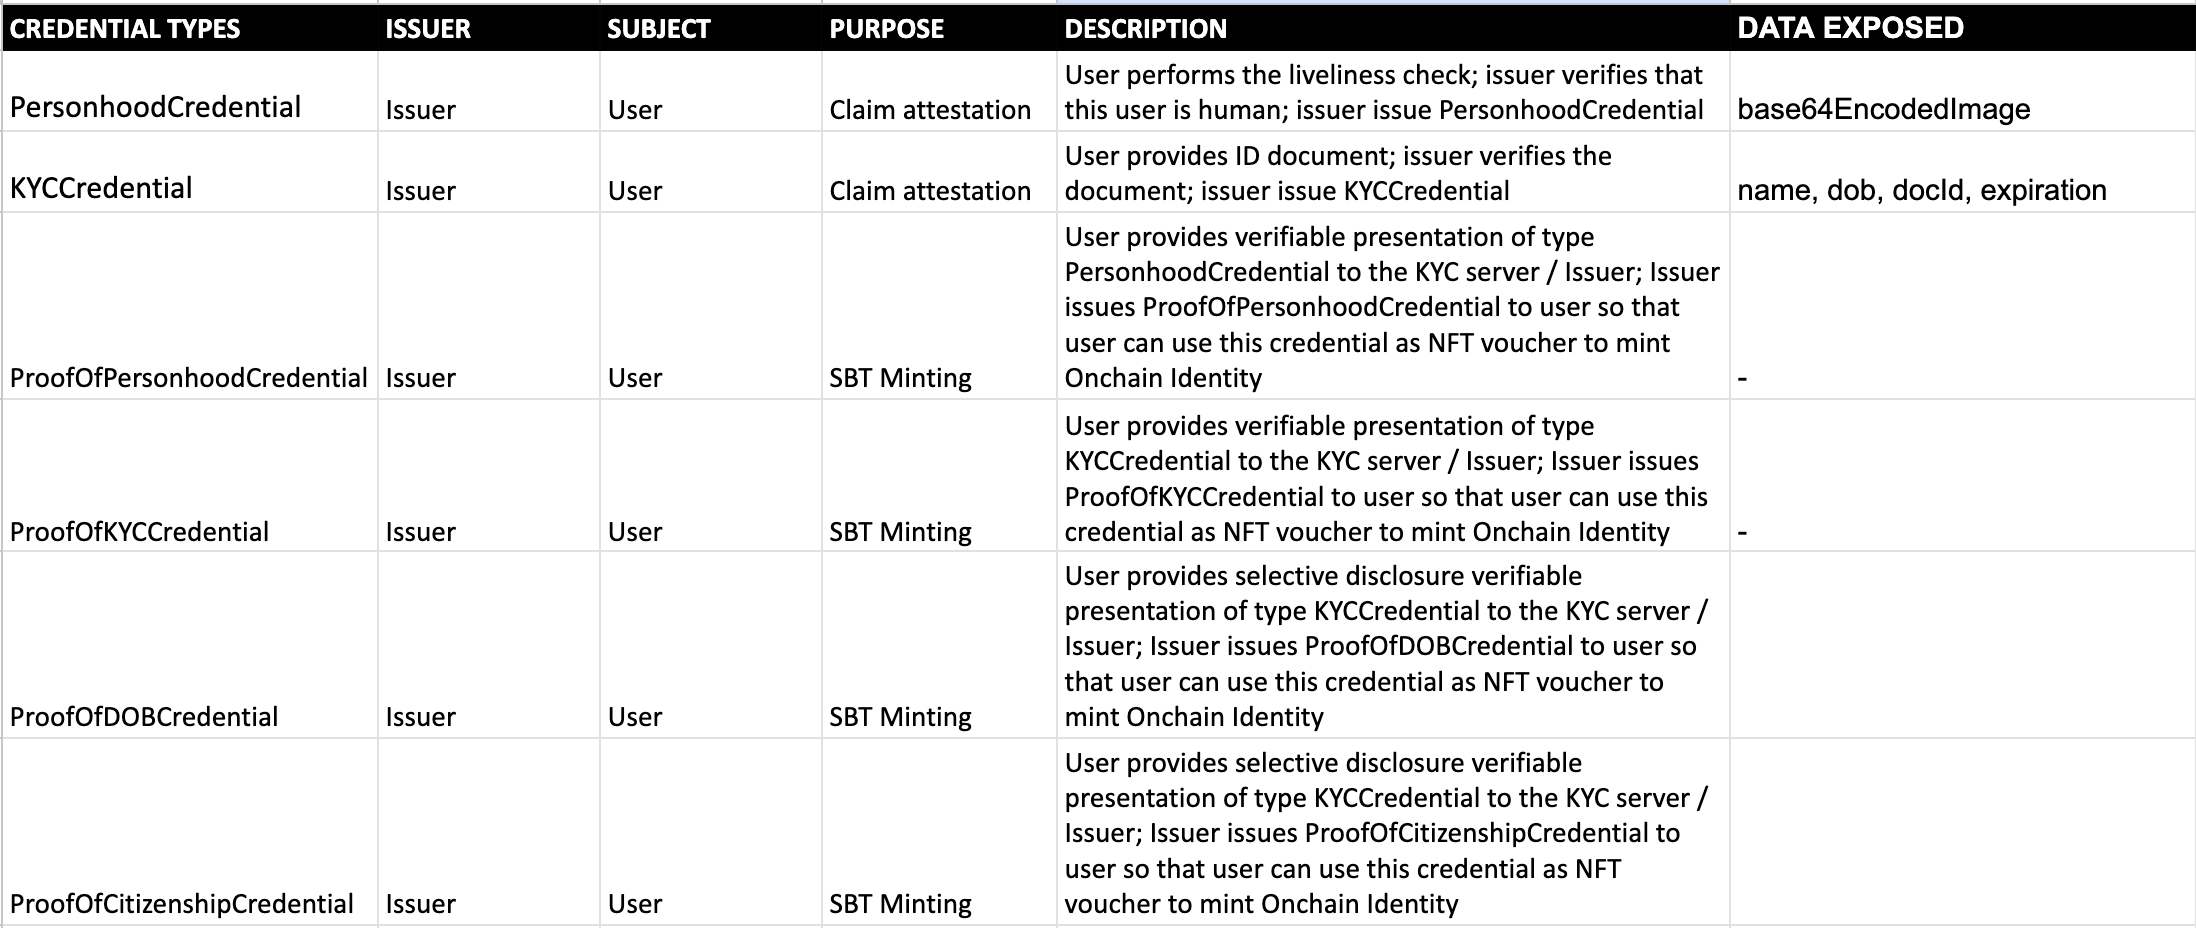 CREDENTIAL TYPES ISSUER SUBJECT PURPOSE DESCRIPTION DATA EXPOSED
User performs the liveliness check; issuer verifies that
PersonhoodCredential Issuer User Claim attestation this user is human; issuer issue PersonhoodCredential base64EncodedImage
User provides ID document; issuer verifies the
KYCCredential Issuer User Claim attestation document; issuer issue KYCCredential name, dob, docId, expiration
User provides verifiable presentation of type
PersonhoodCredential to the KYC server / Issuer; Issuer
issues ProofOfPersonhoodCredential to user so that
user can use this credential as NFT voucher to mint
ProofOfPersonhoodCredential Issuer User SBT Minting Onchain Identity -
User provides verifiable presentation of type
KYCCredential to the KYC server / Issuer; Issuer issues
ProofOfKYCCredential to user so that user can use this
ProofOfKYCCredential Issuer User SBT Minting credential as NFT voucher to mint Onchain Identity -
User provides selective disclosure verifiable
presentation of type KYCCredential to the KYC server /
Issuer; Issuer issues ProofOfDOBCredential to user so
that user can use this credential as NFT voucher to
ProofOfDOBCredential Issuer User SBT Minting mint Onchain Identity
User provides selective disclosure verifiable
presentation of type KYCCredential to the KYC server /
Issuer; Issuer issues ProofOfCitizenshipCredential to
user so that user can use this credential as NFT
ProofOfCitizenshipCredential Issuer User SBT Minting voucher to mint Onchain Identity